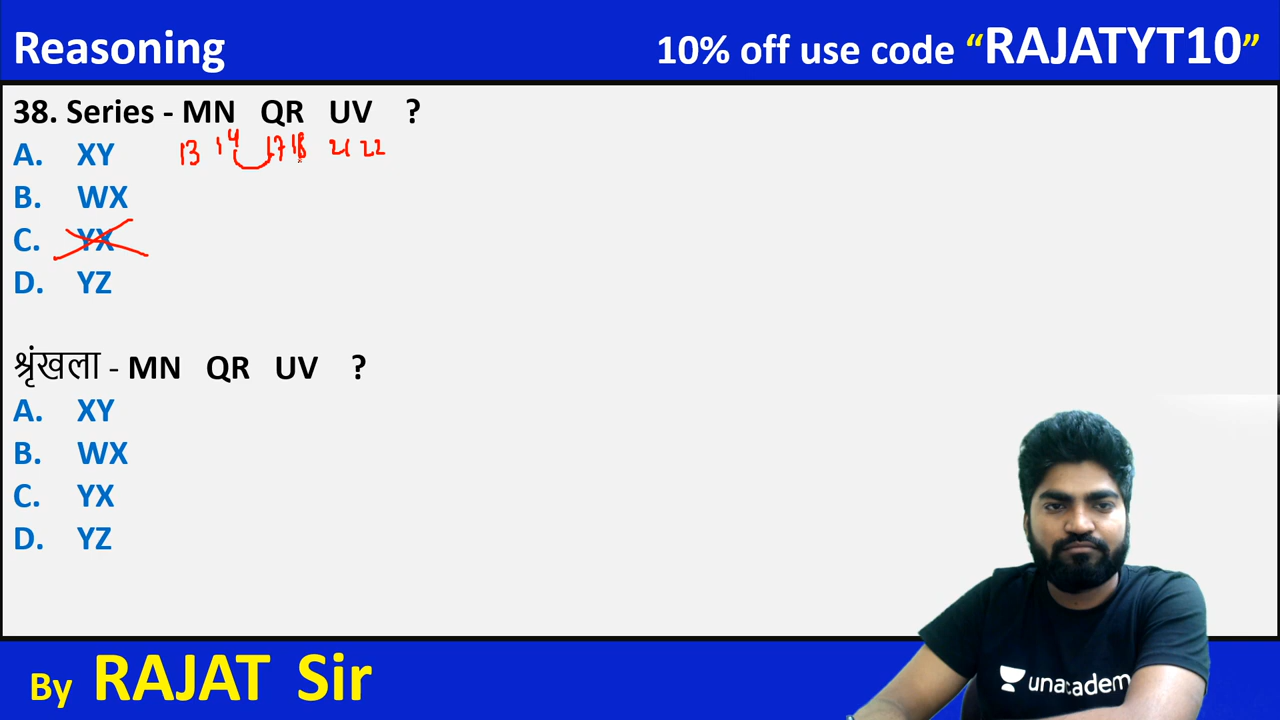 Reasoning 10% off use code “RAJATYT10”
38. Series - MN QR UV ?
13 14 17 18 21 22
A. XY
B. WX
C. YX
D. YZ
श्रृंखला - MN QR UV ?
A. XY
B. WX
C. YX
D. YZ
unacadem
By RAJAT Sir